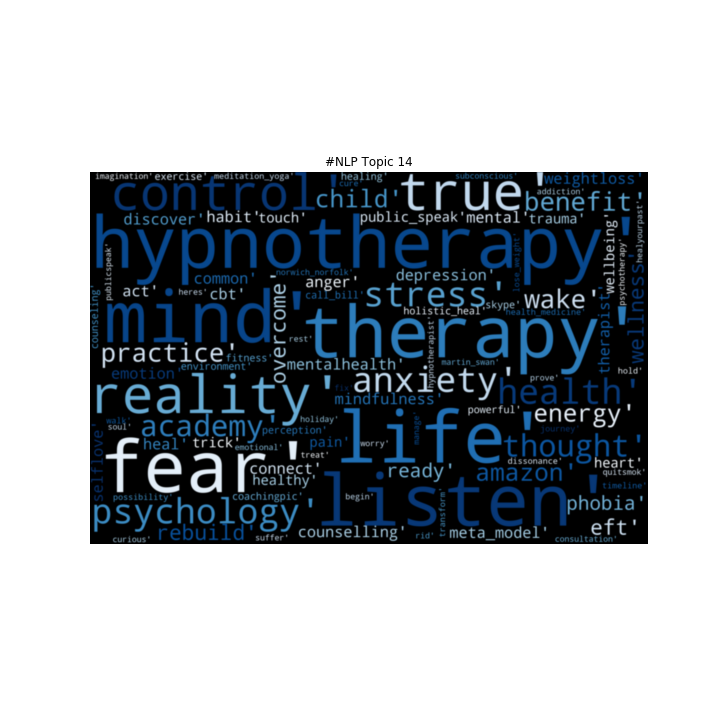 #NLP Topic 14
imagination' exercise' meditation_yoga' healing' subconscious'
control' child' cure' true' addiction' weightloss'
benefit'
discover' habit' touch' public_speak' mental' trauma'
hypnotherapy'
publicspeak' wellbeing' psychotherapy' healyourpast'
common' norwich_norfolk' depression' lose_weight'
anger' call_bill' stress' skype' wake'
act' heres' cbt' holistic_heal' health_medicine'
counseling' mind' overcome' rest' therapy' hypnotherapist' therapist' wellness'
practice' fitness' environment' mentalhealth' martin_swan'
emotion' anxiety' prove' hold'
reality' fix' mindfulness' health'
walk' soul' academy' perception' holiday' powerful' energy'
life' manage' journey'
heal' trick' emotional' pain' worry' thought'
selflove' fear' treat' connect' dissonance' heart'
healthy' ready' amazon' quitsmok'
possibility' coachingpic' begin' listen' timeline'
psychology' transform' phobia'
rebuild' counselling' meta_model' eft'
curious' suffer' rid' consultation'